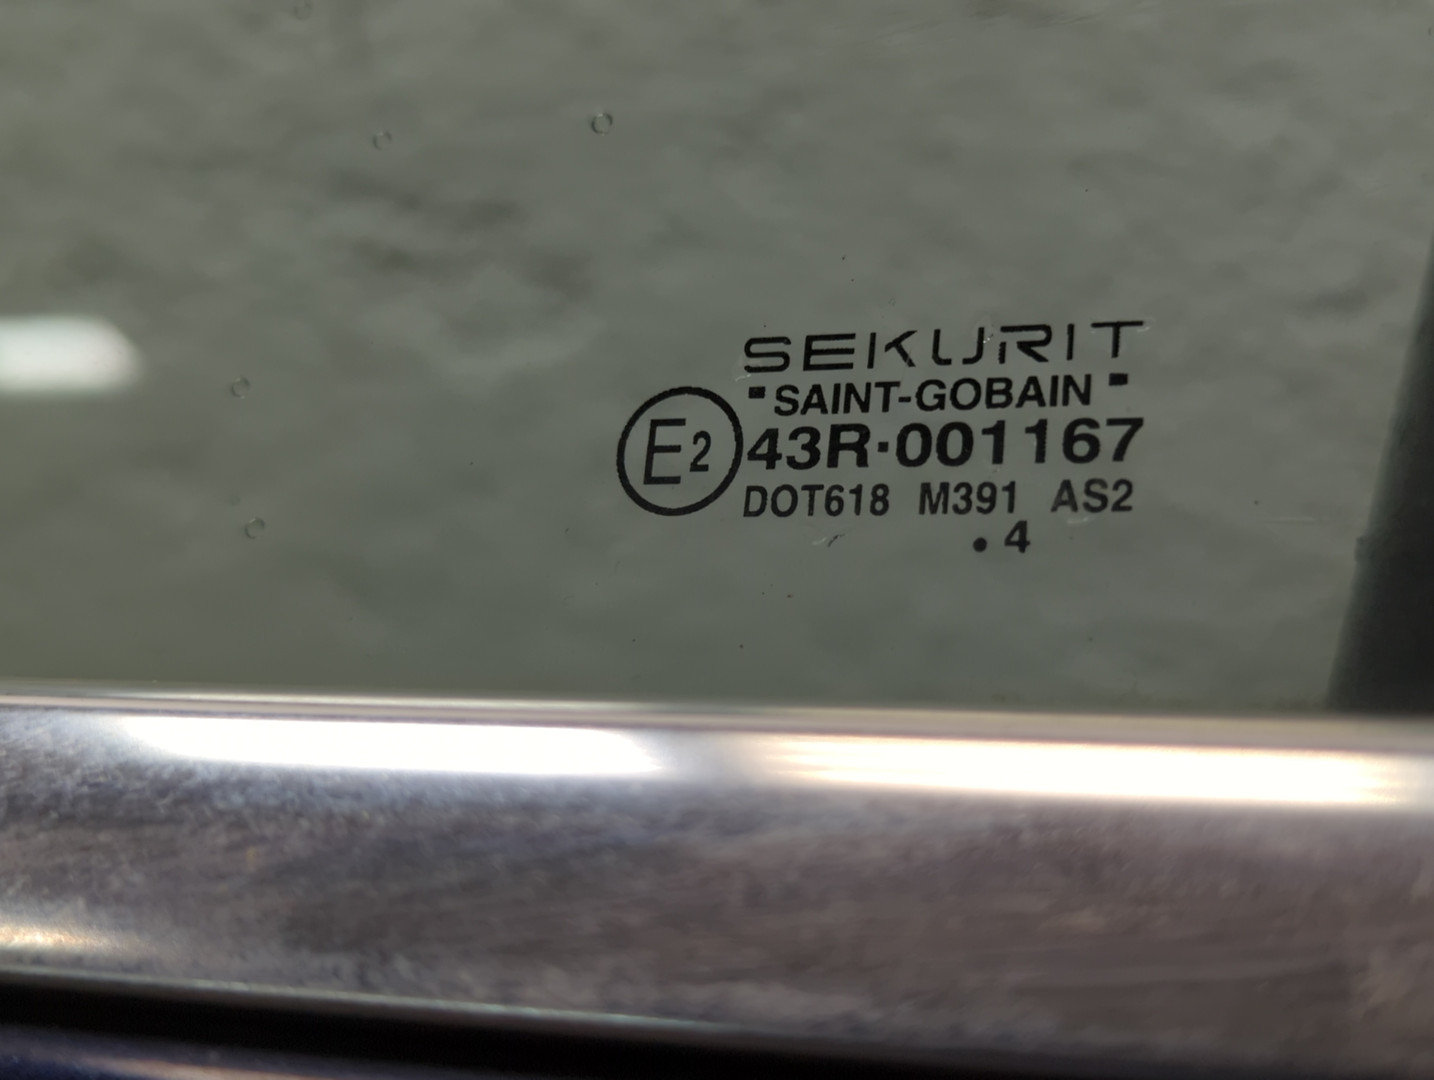 SEKURIT
"SAINT-GOBAIN"
E2 43R·001167
DOT618 M391 AS2
.4